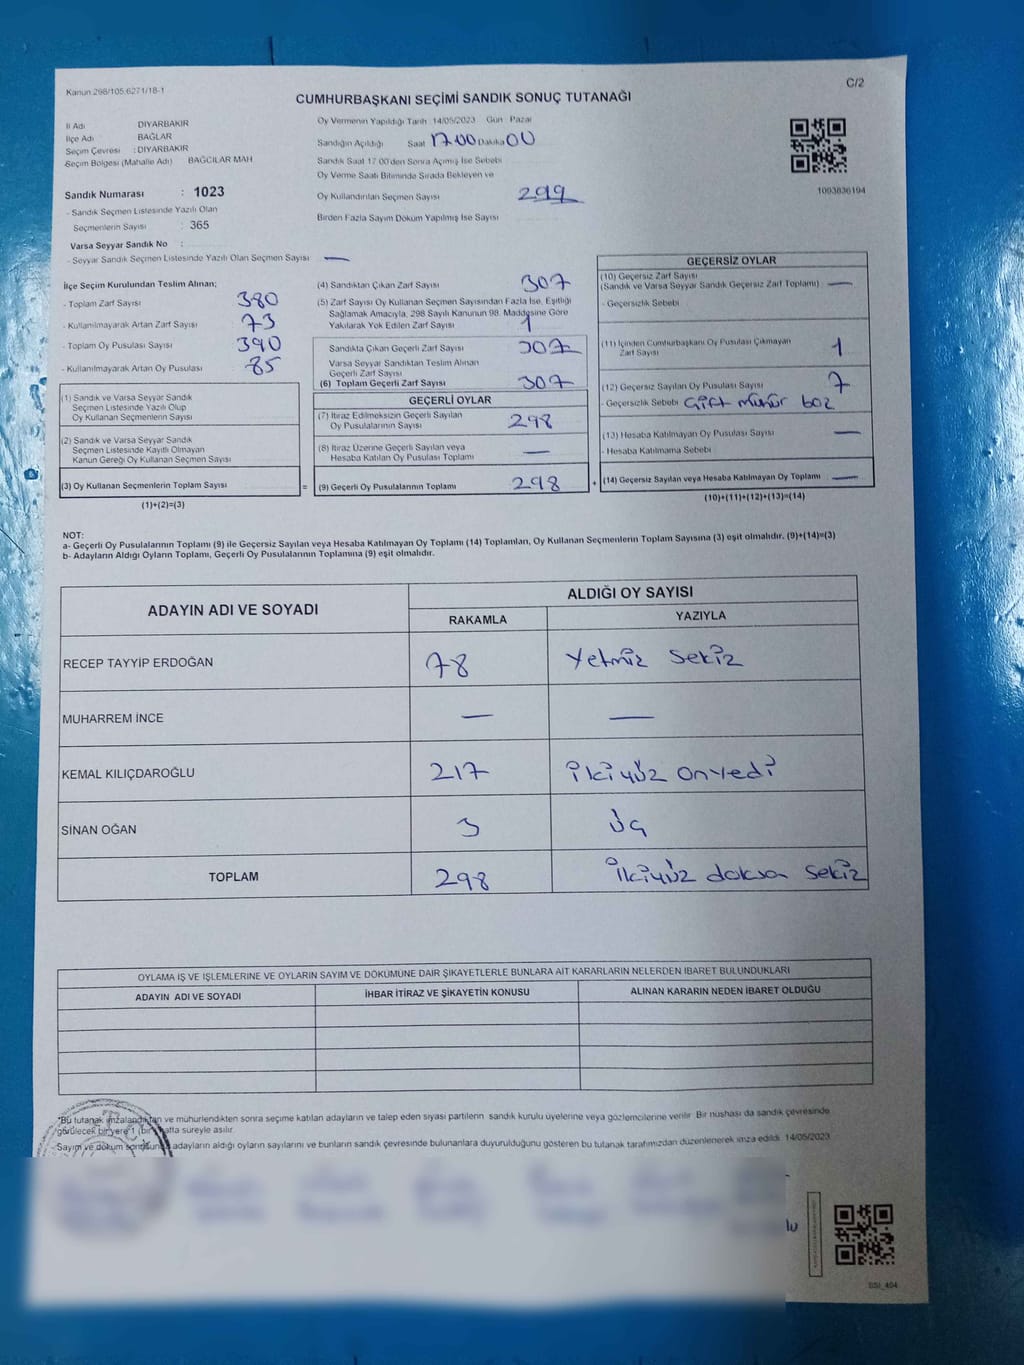 Kanun 298/105,6271/18-1
C/2
CUMHURBAŞKANI SEÇİMİ SANDIK SONUÇ TUTANAĞI
İl Adı DİYARBAKIR
İlçe Adı BAĞLAR
Seçim Çevresi : DİYARBAKIR
Seçim Bölgesi (Mahalle Adı) BAĞCILAR MAH
Sandık Numarası : 1023
- Sandık Seçmen Listesinde Yazılı Olan
Seçmenlerin Sayısı : 365
Varsa Seyyar Sandık No :
- Seyyar Sandık Seçmen Listesinde Yazılı Olan Seçmen Sayısı —
Oy Vermenin Yapıldığı Tarih 14/05/2023 Gün Pazar
Sandığın Açıldığı Saat 17.00 Dakika 00
Sandık Saat 17 00'den Sonra Açımış İse Sebebi
Oy Verme Saati Bitiminde Sırada Bekleyen ve
Oy Kullandırılan Seçmen Sayısı 299
Birden Fazla Sayım Döküm Yapılmış İse Sayısı
1003836194
İlçe Seçim Kurulundan Teslim Alınan;
- Toplam Zarf Sayısı 380
- Kullanılmayarak Artan Zarf Sayısı 73
- Toplam Oy Pusulası Sayısı 390
- Kullanılmayarak Artan Oy Pusulası 85
(1) Sandık ve Varsa Seyyar Sandık
Seçmen Listesinde Yazılı Olup
Oy Kullanan Seçmenlerin Sayısı
(2) Sandık ve Varsa Seyyar Sandık
Seçmen Listesinde Kayıtlı Olmayan
Kanun Gereği Oy Kullanan Seçmen Sayısı
(3) Oy Kullanan Seçmenlerin Toplam Sayısı =
(1)+(2)=(3)
(4) Sandıktan Çıkan Zarf Sayısı 307
(5) Zarf Sayısı Oy Kullanan Seçmen Sayısından Fazla İse, Eşitliği
Sağlamak Amacıyla, 298 Sayılı Kanunun 98. Maddesine Göre
Yakılarak Yok Edilen Zarf Sayısı 1
Sandıkta Çıkan Geçerli Zarf Sayısı 307
Varsa Seyyar Sandıktan Teslim Alınan
Geçerli Zarf Sayısı
(6) Toplam Geçerli Zarf Sayısı 307
GEÇERLİ OYLAR
(7) İtiraz Edilmeksizin Geçerli Sayılan
Oy Pusulalarının Sayısı 298
(8) İtiraz Üzerine Geçerli Sayılan veya
Hesaba Katılan Oy Pusulası Toplamı —
(9) Geçerli Oy Pusulalarının Toplamı 298 +
GEÇERSİZ OYLAR
(10) Geçersiz Zarf Sayısı
(Sandık ve Varsa Seyyar Sandık Geçersiz Zarf Toplamı) —
- Geçersizlik Sebebi
(11) İçinden Cumhurbaşkanı Oy Pusulası Çıkmayan
Zarf Sayısı 1
(12) Geçersiz Sayılan Oy Pusulası Sayısı 7
- Geçersizlik Sebebi Çift mühür boz
(13) Hesaba Katılmayan Oy Pusulası Sayısı —
- Hesaba Katılmama Sebebi
(14) Geçersiz Sayılan veya Hesaba Katılmayan Oy Toplamı —
(10)+(11)+(12)+(13)=(14)
NOT:
a- Geçerli Oy Pusulalarının Toplamı (9) ile Geçersiz Sayılan veya Hesaba Katılmayan Oy Toplamı (14) Toplamları, Oy Kullanan Seçmenlerin Toplam Sayısına (3) eşit olmalıdır. (9)+(14)=(3)
b- Adayların Aldığı Oyların Toplamı, Geçerli Oy Pusulalarının Toplamına (9) eşit olmalıdır.
ADAYIN ADI VE SOYADI
ALDIĞI OY SAYISI
RAKAMLA YAZIYLA
RECEP TAYYİP ERDOĞAN 78 Yetmiz Sekiz
MUHARREM İNCE — —
KEMAL KILIÇDAROĞLU 217 ikiyüz onyedi
SİNAN OĞAN 3 üç
TOPLAM 298 ikiyüz doksan Sekiz
OYLAMA İŞ VE İŞLEMLERİNE VE OYLARIN SAYIM VE DÖKÜMÜNE DAİR ŞİKAYETLERLE BUNLARA AİT KARARLARIN NELERDEN İBARET BULUNDUKLARI
ADAYIN ADI VE SOYADI İHBAR İTİRAZ VE ŞİKAYETİN KONUSU ALINAN KARARIN NEDEN İBARET OLDUĞU
*Bu tutanak imzalandıktan ve mühürlendikten sonra seçime katılan adayların ve talep eden siyasi partilerin sandık kurulu üyelerine veya gözlemcilerine verilir. Bir nüshası da sandık çevresinde
görülecek bir yere 1 (bir) hafta süreyle asılır.
Sayım ve döküm sonucunda adayların aldığı oyların sayılarını ve bunların sandık çevresinde bulunanlara duyurulduğunu gösteren bu tutanak tarafımızdan düzenlenerek imza edildi. 14/05/2023
lu
SSI_404